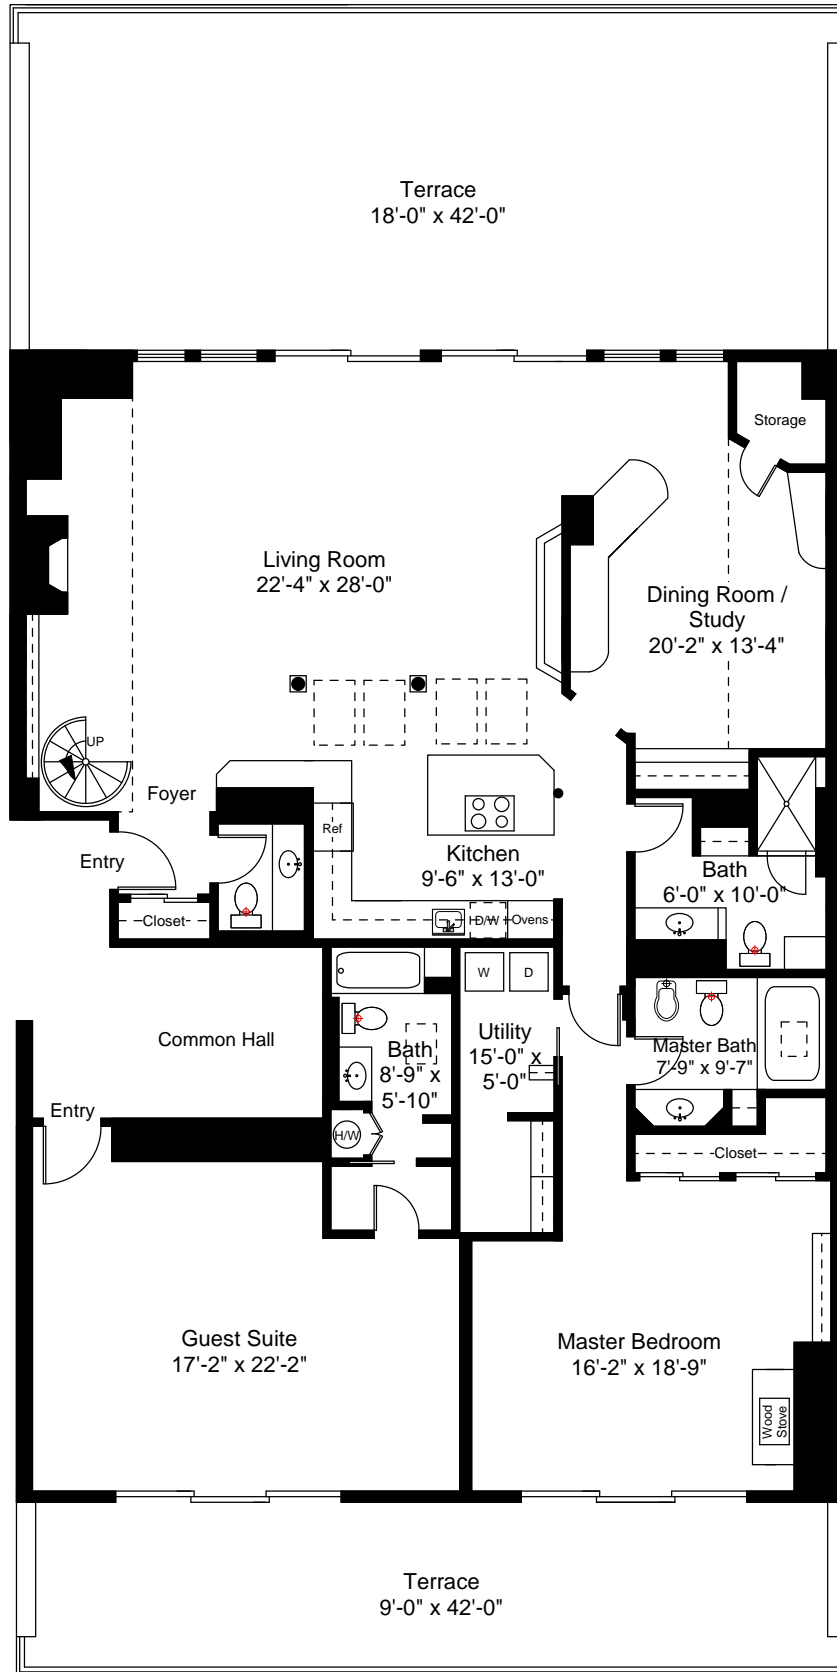 Terrace
18'-0" x 42'-0"
Storage
Living Room
22'-4" x 28'-0"
Dining Room /
Study
20'-2" x 13'-4"
UP
Foyer
Ref
Entry
Kitchen
9'-6" x 13'-0"
Bath
6'-0" x 10'-0"
Closet
D/W
Ovens
W
D
Common Hall
Utility
15'-0" x
5'-0"
Bath
8'-9" x
5'-10"
Master Bath
7'-9" x 9'-7"
Entry
H/W
Closet
Guest Suite
17'-2" x 22'-2"
Master Bedroom
16'-2" x 18'-9"
Wood
Stove
Terrace
9'-0" x 42'-0"